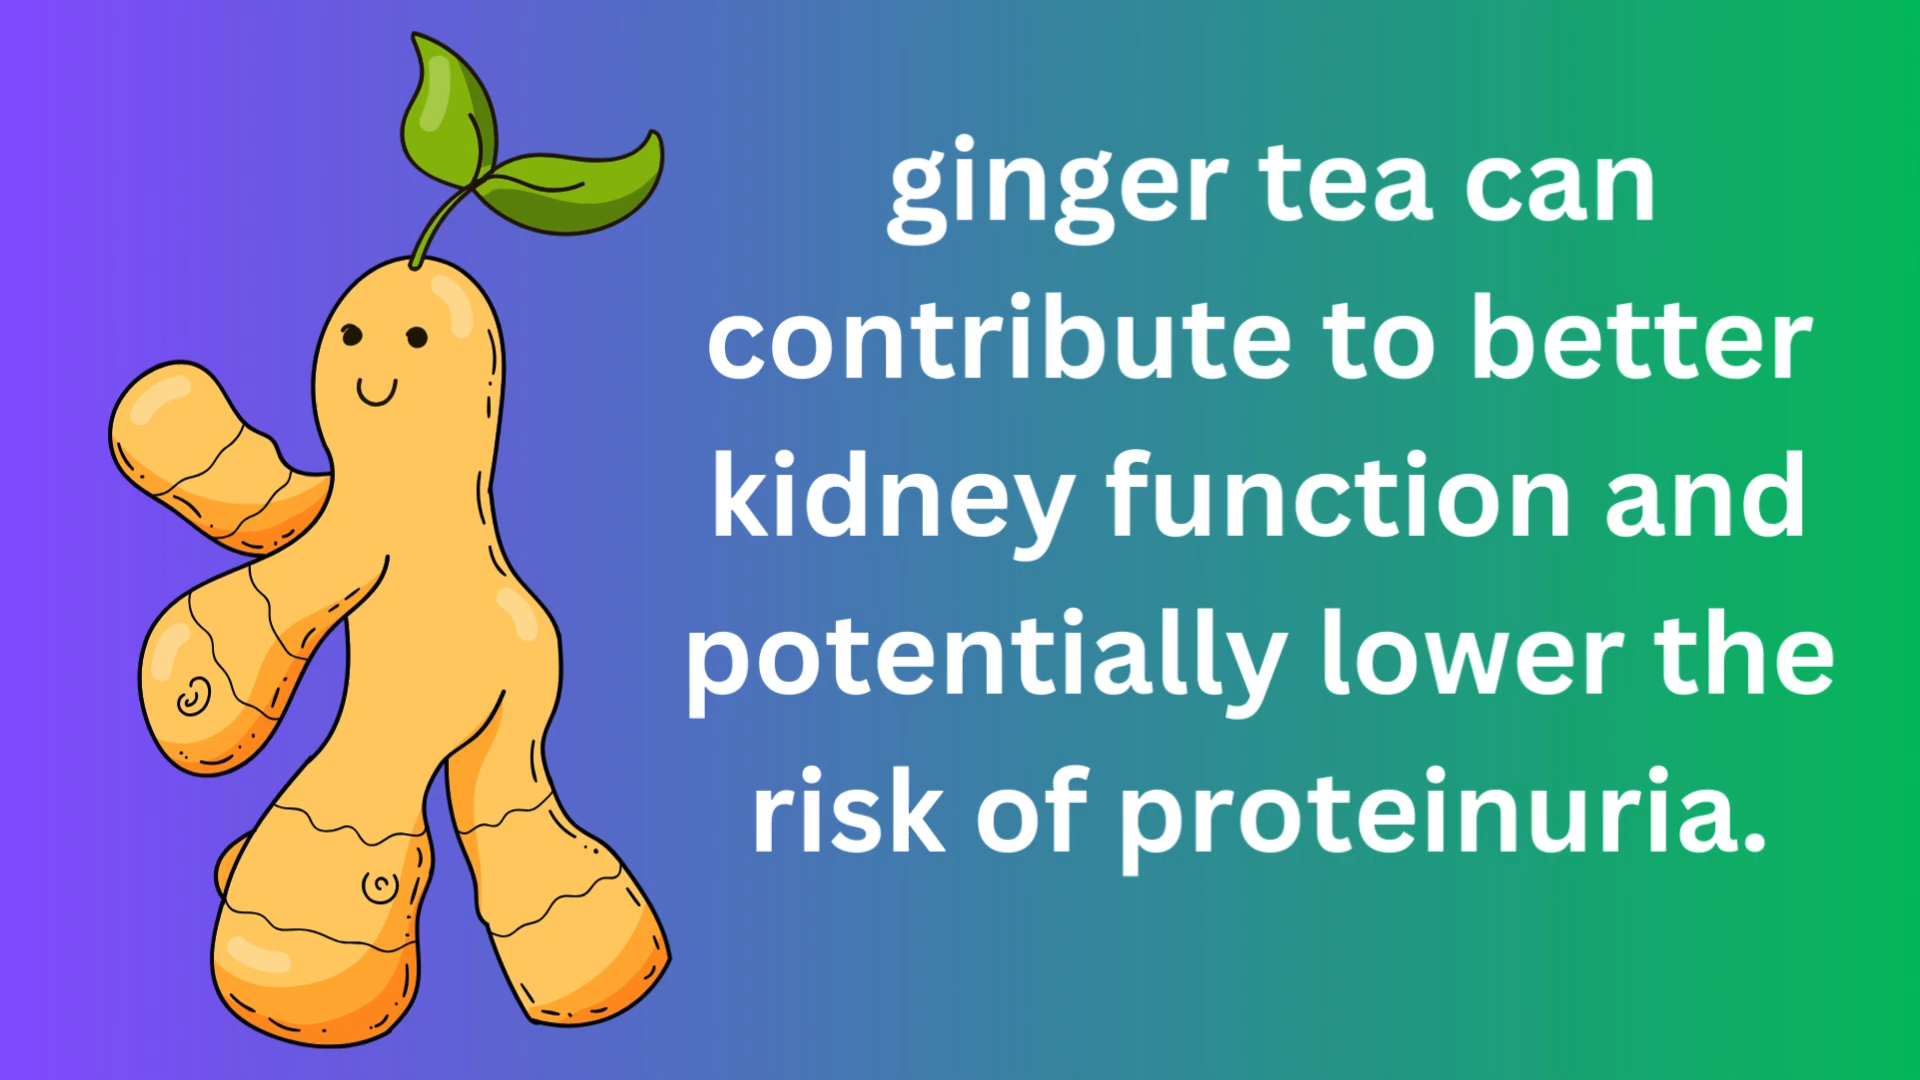 ginger tea can
contribute to better
kidney function and
potentially lower the
risk of proteinuria.